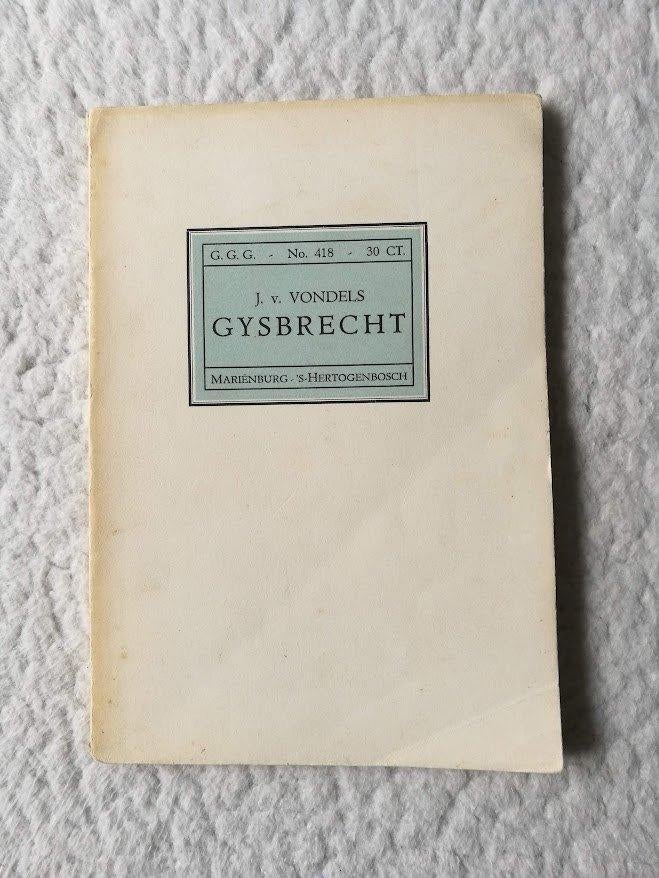 G. G. G. - No. 418 - 30 CT.
J. v. VONDELS
GYSBRECHT
MARIËNBURG - 'S-HERTOGENBOSCH